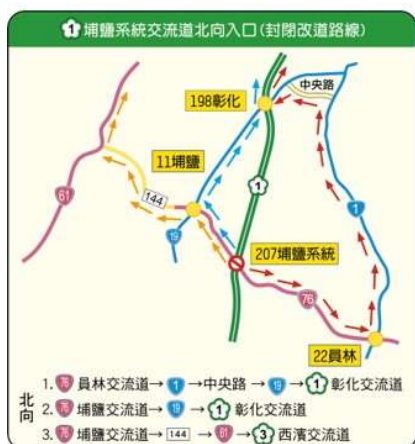 1 埔鹽系統交流道北向入口(封閉改道路線)
中央路
198彰化
11埔鹽
1
144
61
19
1
207埔鹽系統
76
22員林
北向
1. 76 員林交流道→ 1 →中央路→ 19 → 1 彰化交流道
2. 76 埔鹽交流道→ 19 → 1 彰化交流道
3. 76 埔鹽交流道→ 144 → 61 → 3 西濱交流道